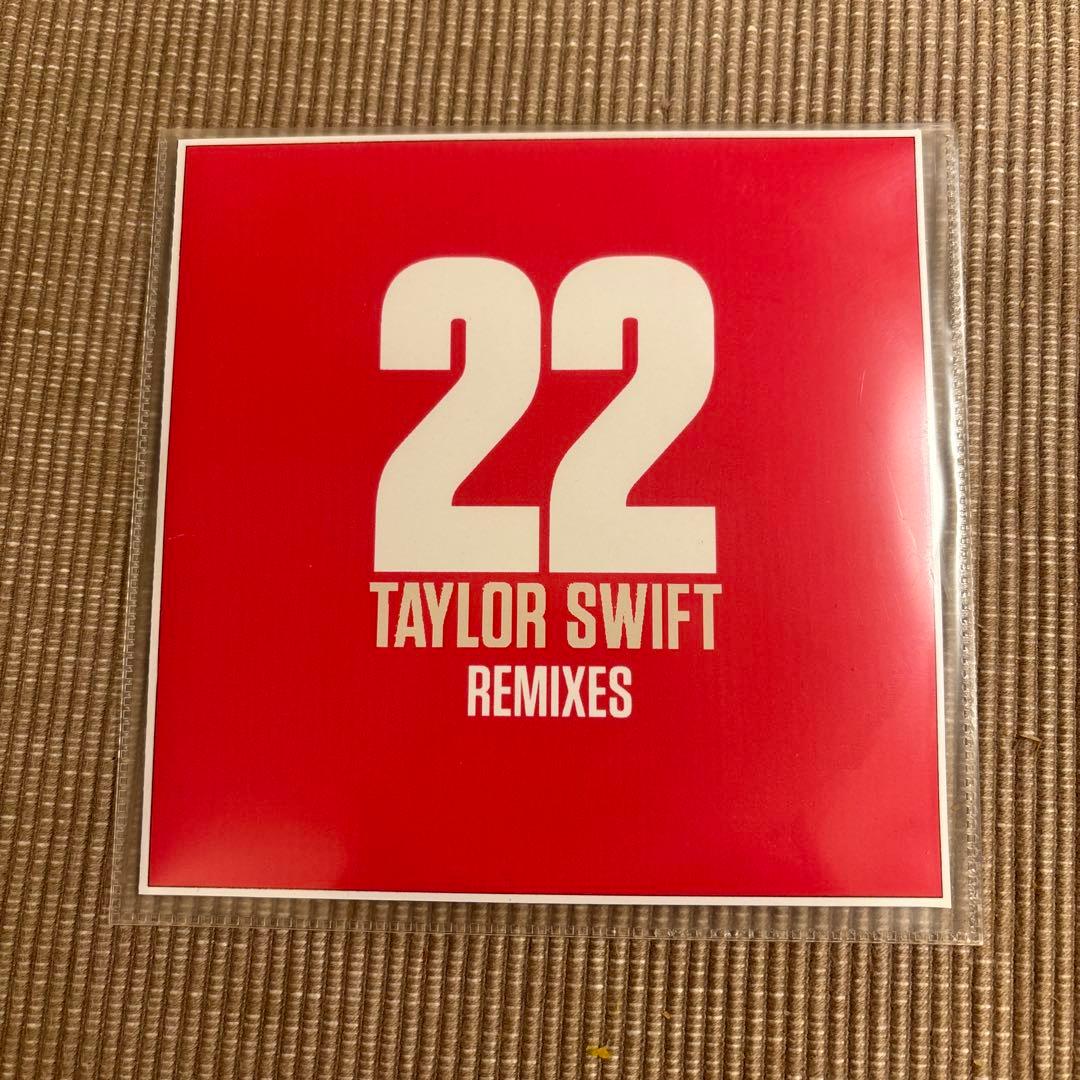 22
TAYLOR SWIFT
REMIXES